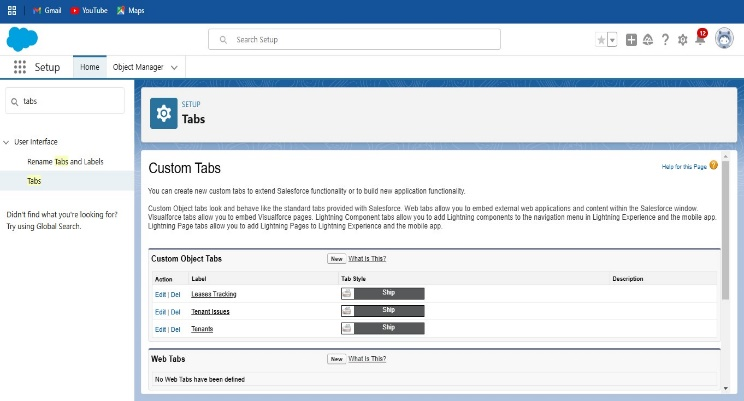 Gmail YouTube Maps
Search Setup
12
Setup Home Object Manager
tabs
SETUP
Tabs
User Interface
Rename Tabs and Labels
Tabs
Didn't find what you're looking for?
Try using Global Search.
Custom Tabs
Help for this Page
You can create new custom tabs to extend Salesforce functionality or to build new application functionality.
Custom Object tabs look and behave like the standard tabs provided with Salesforce. Web tabs allow you to embed external web applications and content within the Salesforce window.
Visualforce tabs allow you to embed Visualforce pages. Lightning Component tabs allow you to add Lightning components to the navigation menu in Lightning Experience and the mobile app.
Lightning Page tabs allow you to add Lightning Pages to Lightning Experience and the mobile app.
Custom Object Tabs New What Is This?
Action Label Tab Style Description
Edit | Del Leases Tracking Ship
Edit | Del Tenant Issues Ship
Edit | Del Tenants Ship
Web Tabs New What Is This?
No Web Tabs have been defined